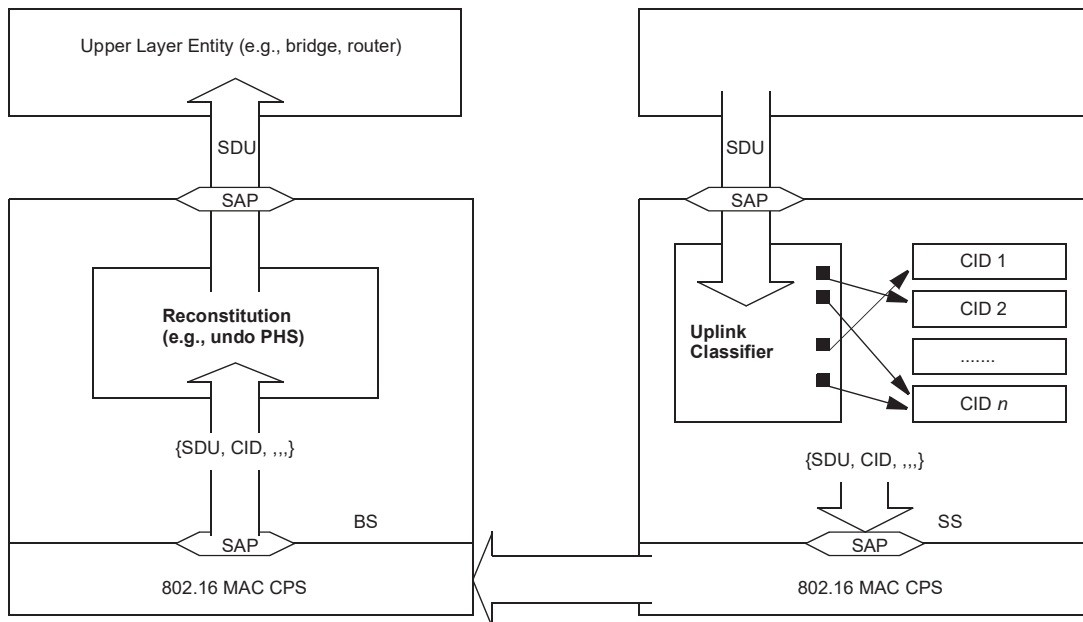 Upper Layer Entity (e.g., bridge, router)
SDU
SAP
Reconstitution
(e.g., undo PHS)
{SDU, CID, ,,,}
BS
SAP
802.16 MAC CPS
SDU
SAP
Uplink
Classifier
CID 1
CID 2
.......
CID n
{SDU, CID, ,,,}
SS
SAP
802.16 MAC CPS